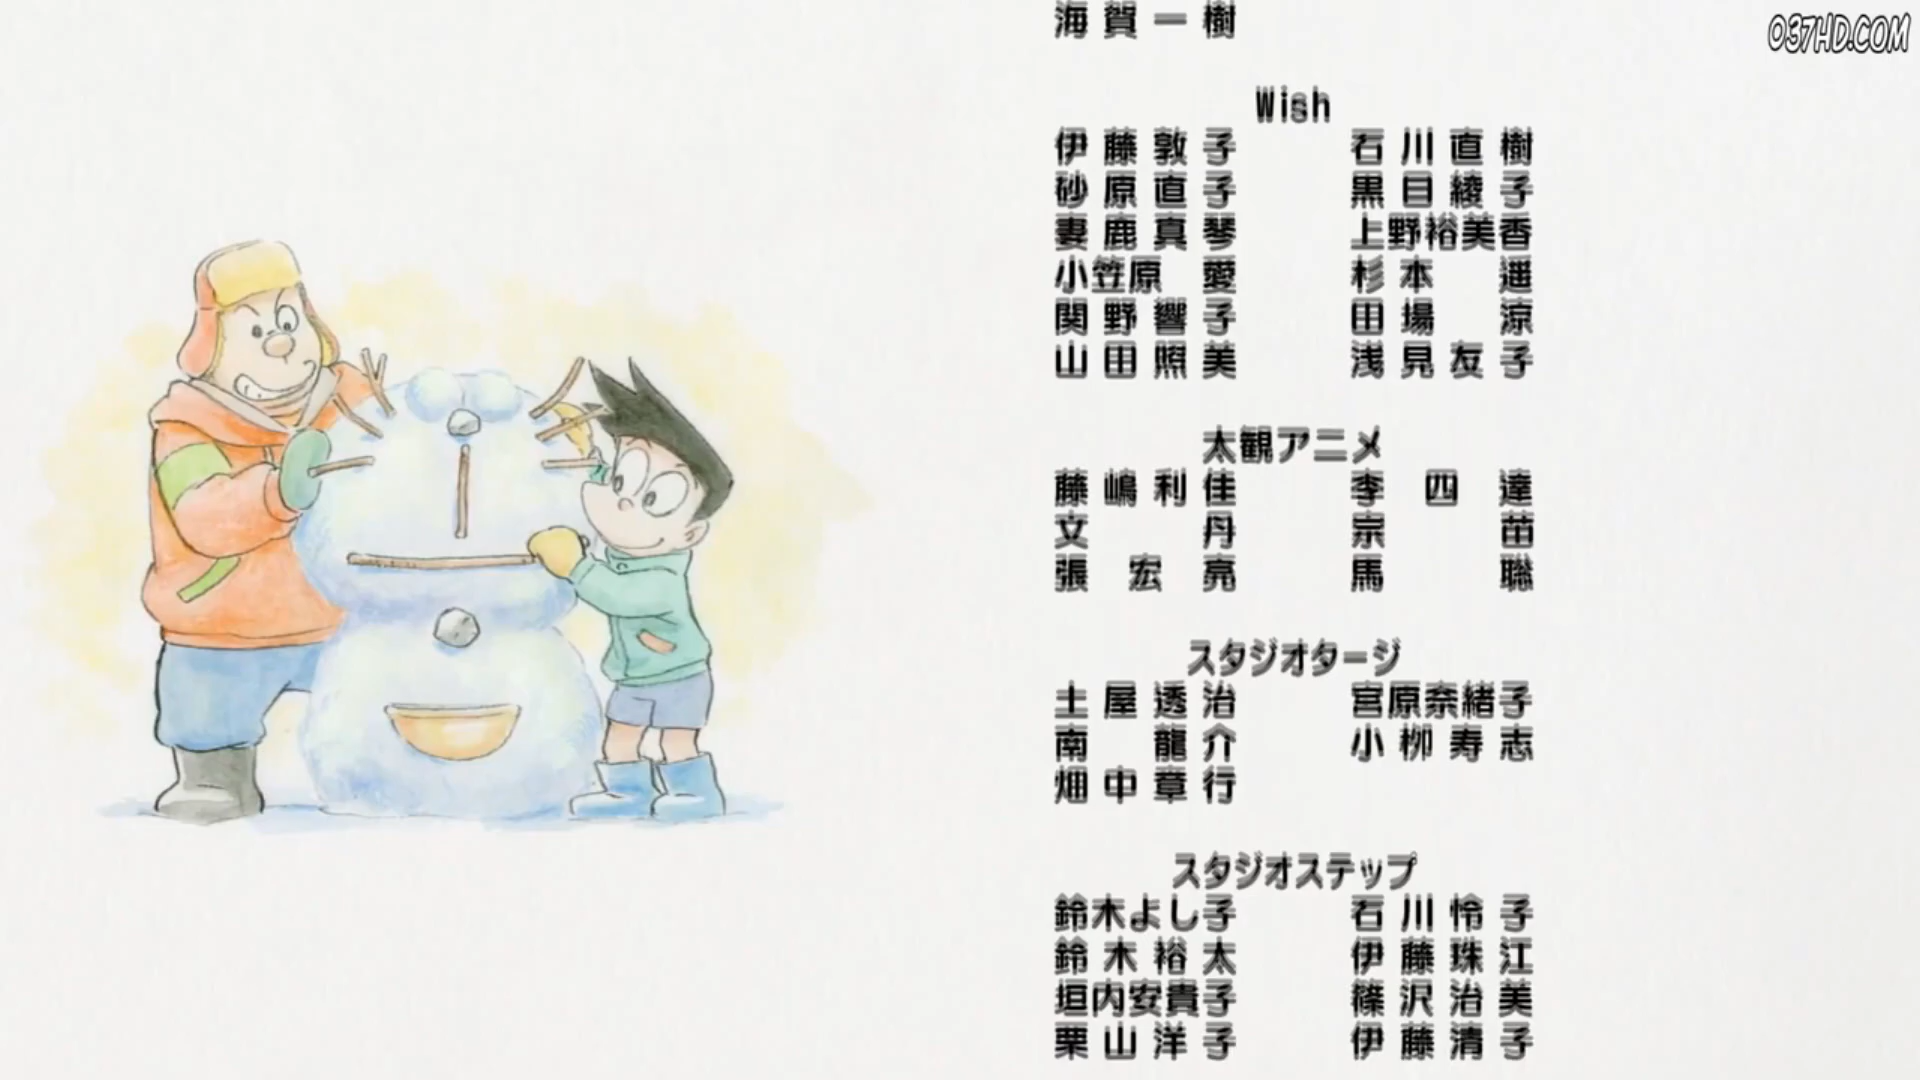 海賀一樹
037HD.COM
Wish
伊藤敦子 石川直樹
砂原直子 黒目綾子
妻鹿真琴 上野裕美香
小笠原 愛 杉本 遥
関野響子 田場 涼
山田照美 浅見友子
太観アニメ
藤嶋利佳 李四達
文丹 宗苗
張宏亮 馬聡
スタジオタージ
土屋透治 宮原奈緒子
南 龍介 小柳寿志
畑中章行
スタジオステップ
鈴木よし子 石川怜子
鈴木裕太 伊藤珠江
垣内安貴子 篠沢治美
栗山洋子 伊藤清子